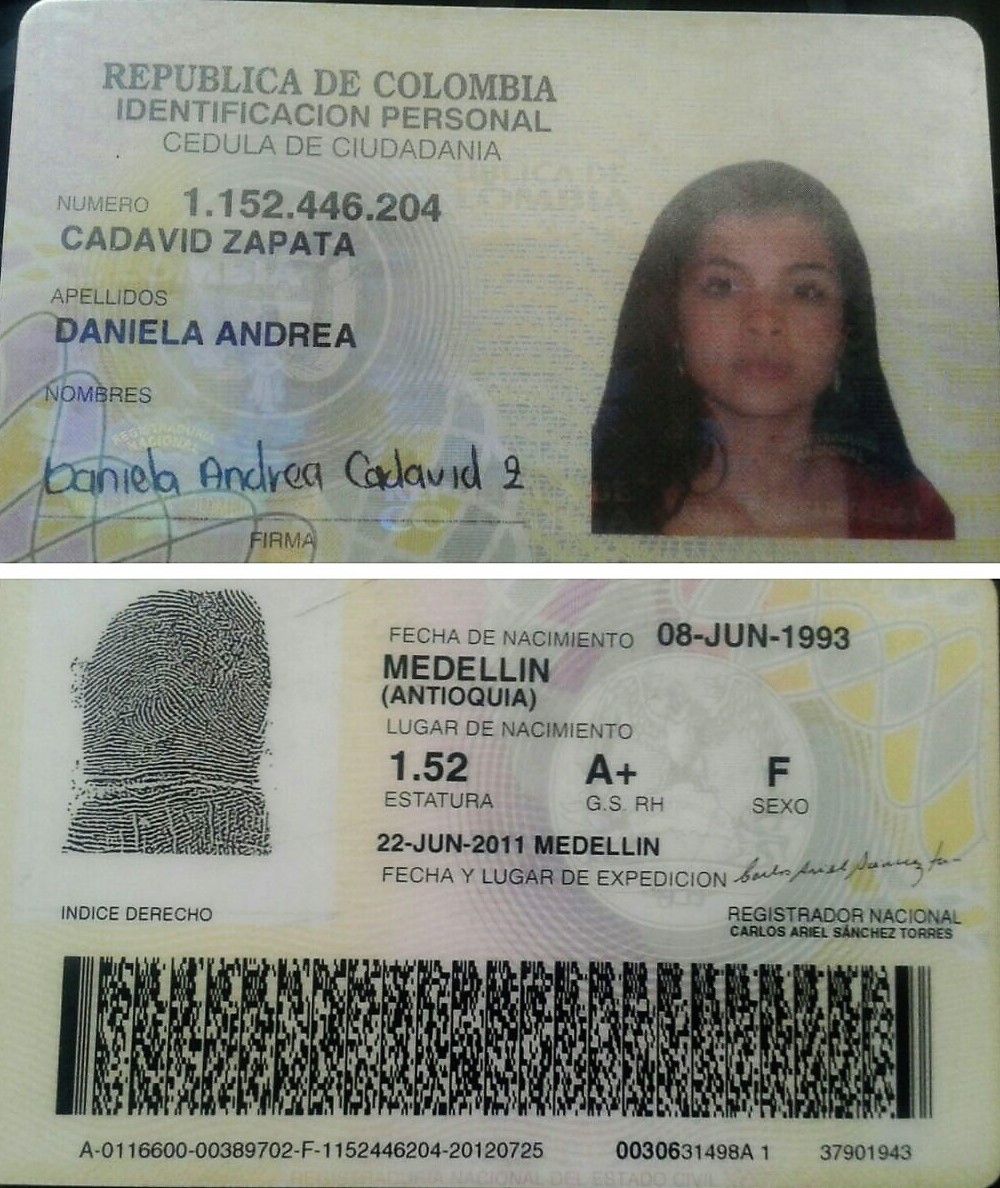 REPUBLICA DE COLOMBIA
IDENTIFICACION PERSONAL
CEDULA DE CIUDADANIA
NUMERO 1.152.446.204
CADAVID ZAPATA
APELLIDOS
DANIELA ANDREA
NOMBRES
REGISTRADURIA
NACIONAL
Daniela Andrea Cadavid Z
FIRMA
FECHA DE NACIMIENTO 08-JUN-1993
MEDELLIN
(ANTIOQUIA)
LUGAR DE NACIMIENTO
1.52 A+ F
ESTATURA G.S. RH SEXO
22-JUN-2011 MEDELLIN
FECHA Y LUGAR DE EXPEDICION
INDICE DERECHO
REGISTRADOR NACIONAL
CARLOS ARIEL SÁNCHEZ TORRES
A-0116600-00389702-F-1152446204-20120725 0030631498A 1 37901943
REGISTRADURIA NACIONAL DEL ESTADO CIVIL